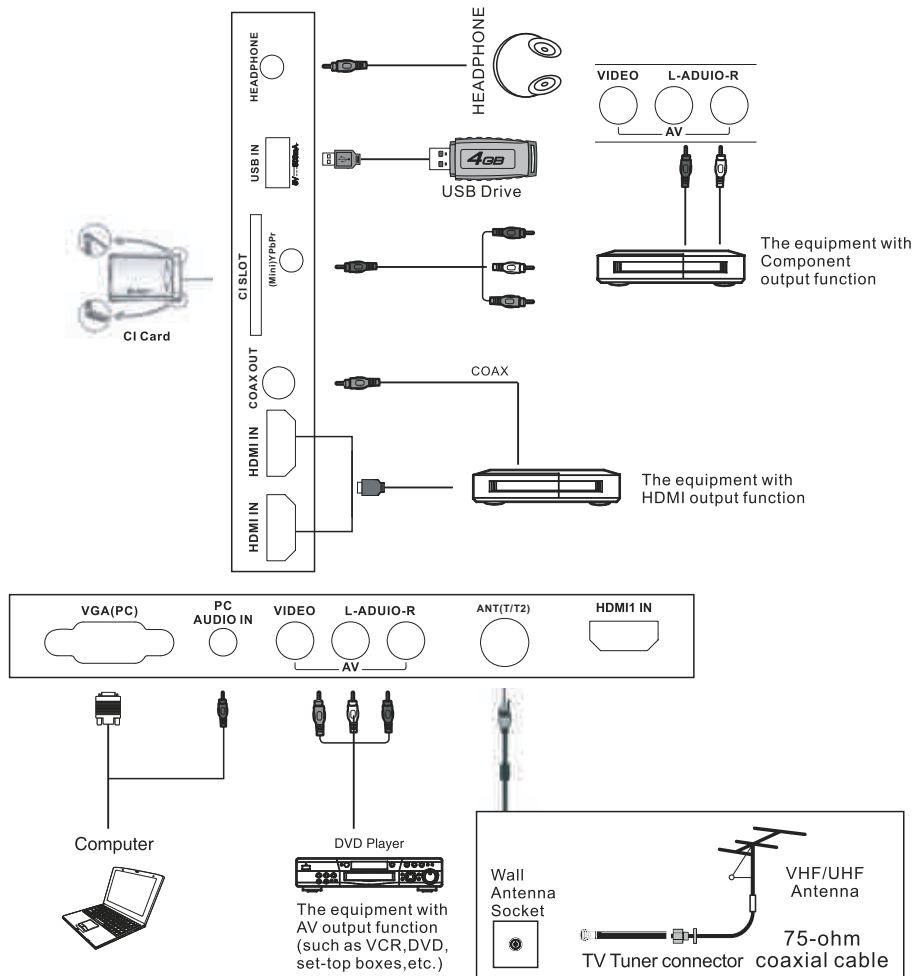 HEADPHONE
HEADPHONE
VIDEO L-ADUIO-R
AV
USB IN
4GB
USB Drive
CI SLOT
(Mini)YPbPr
The equipment with
Component
output function
CI Card
COAX OUT
COAX
HDMI IN
HDMI IN
The equipment with
HDMI output function
VGA(PC)
PC
AUDIO IN
VIDEO L-ADUIO-R
AV
ANT(T/T2)
HDMI1 IN
Computer
DVD Player
The equipment with
AV output function
(such as VCR,DVD,
set-top boxes,etc.)
Wall
Antenna
Socket
VHF/UHF
Antenna
TV Tuner connector
75-ohm
coaxial cable